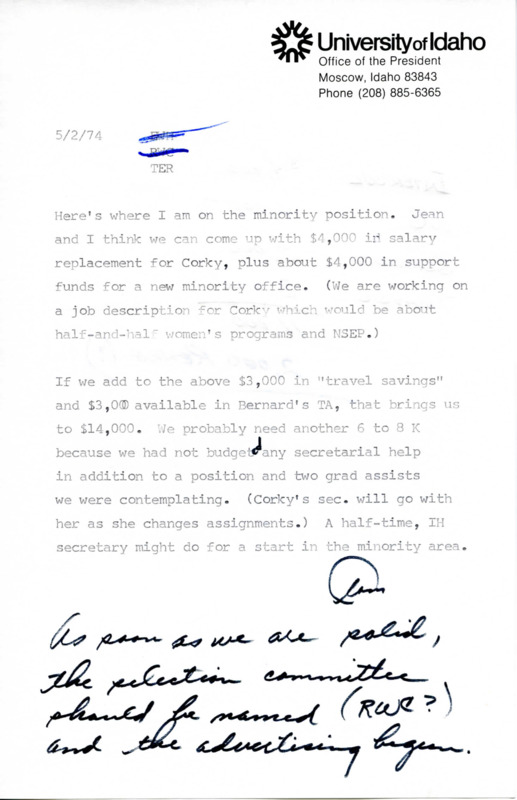 University of Idaho
Office of the President
Moscow, Idaho 83843
Phone (208) 885-6365
5/2/74
RWC
TER
Here's where I am on the minority position. Jean
and I think we can come up with $4,000 in salary
replacement for Corky, plus about $4,000 in support
funds for a new minority office. (We are working on
a job description for Corky which would be about
half-and-half women's programs and NSEP.)
If we add to the above $3,000 in "travel savings"
and $3,000 available in Bernard's TA, that brings us
to $14,000. We probably need another 6 to 8 K
because we had not budgetd any secretarial help
in addition to a position and two grad assists
we were contemplating. (Corky's sec. will go with
her as she changes assignments.) A half-time, IH
secretary might do for a start in the minority area.
As soon as we are solid,
the selection committee
should be named (RWC?)
and the advertising begun.